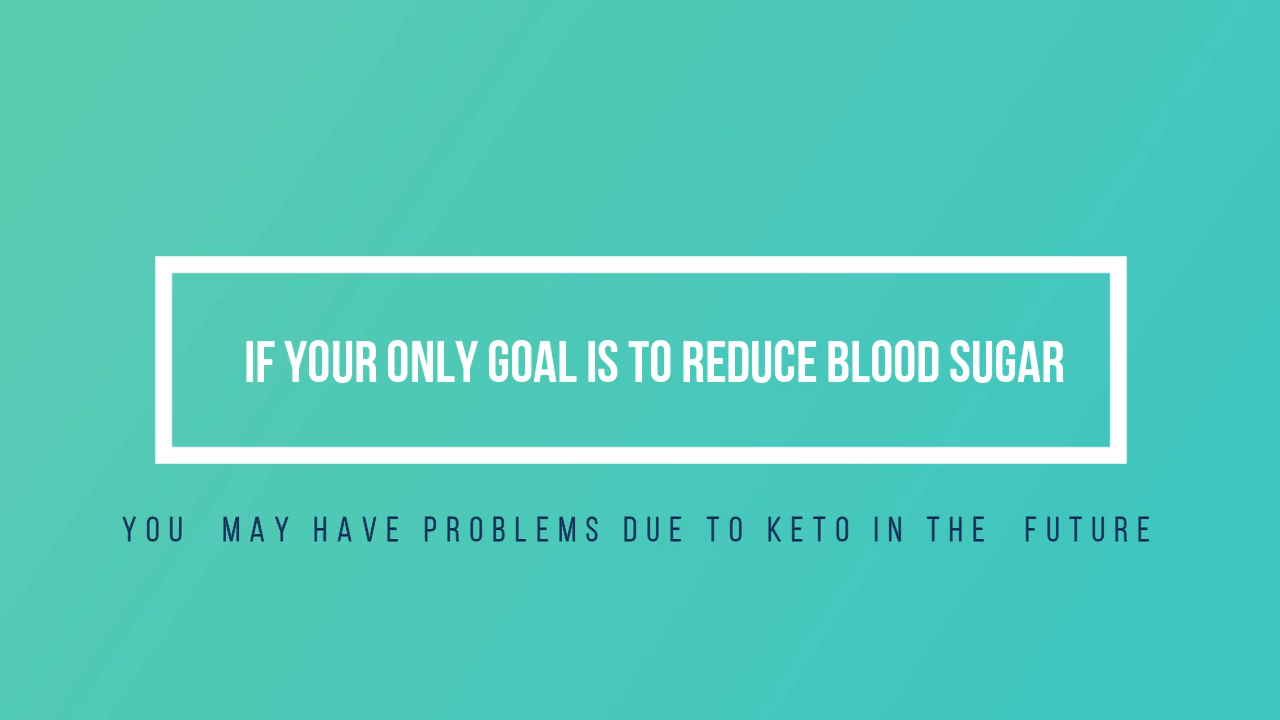 IF YOUR ONLY GOAL IS TO REDUCE BLOOD SUGAR
YOU MAY HAVE PROBLEMS DUE TO KETO IN THE FUTURE